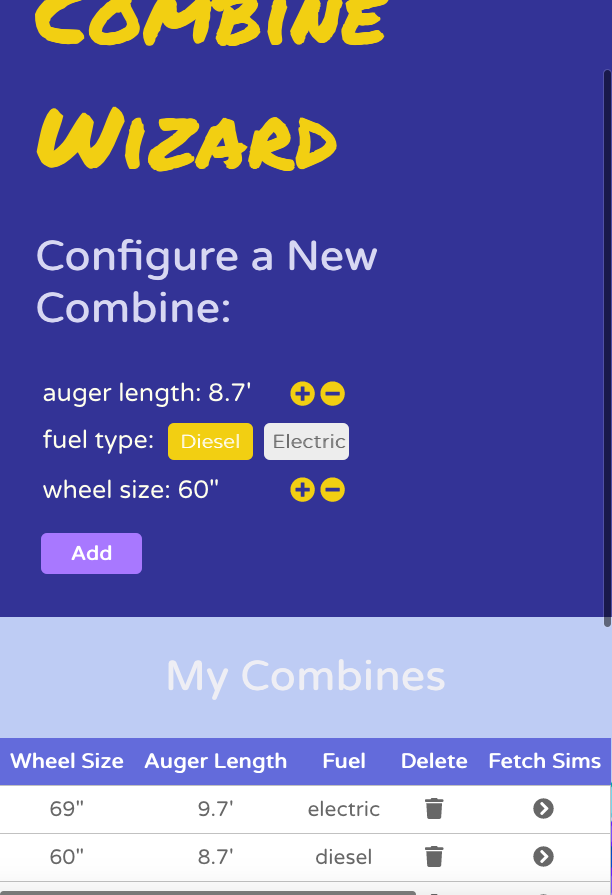 COMBINE
WIZARD
Configure a New
Combine:
auger length: 8.7'
fuel type: Diesel Electric
wheel size: 60"
Add
My Combines
Wheel Size Auger Length Fuel Delete Fetch Sims
69" 9.7' electric
60" 8.7' diesel